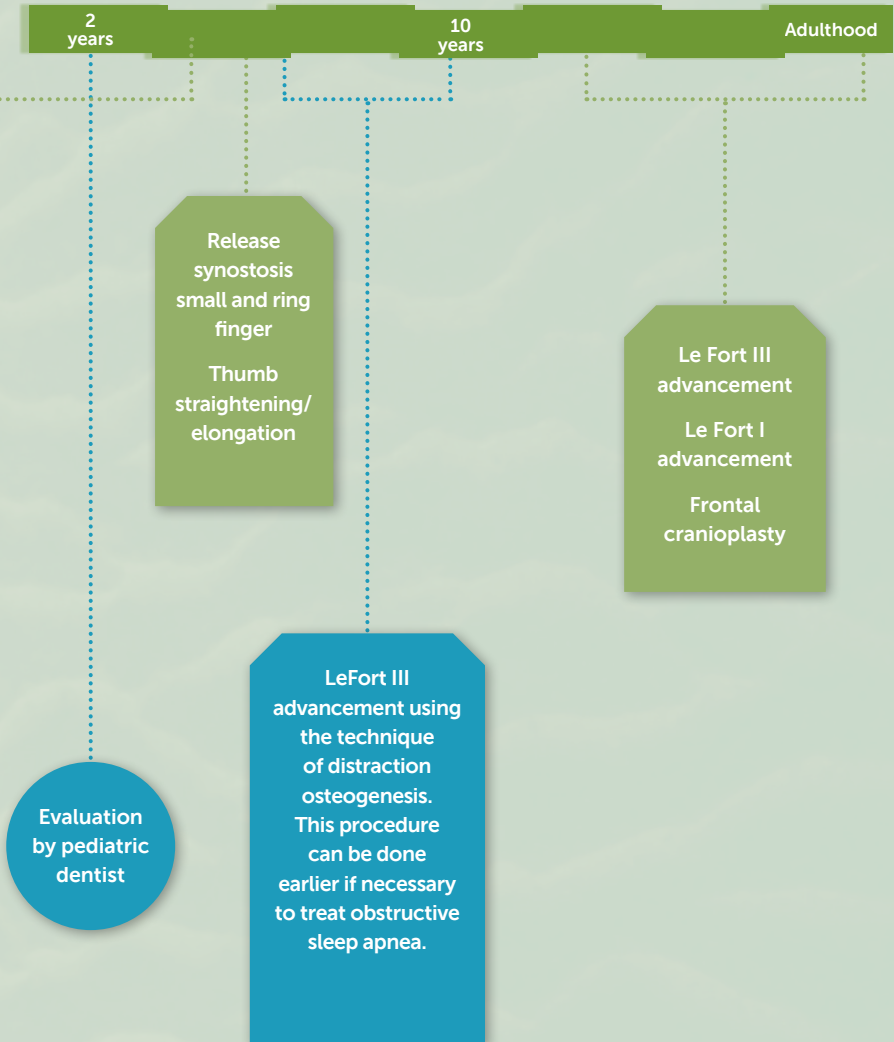 2
years
10
years
Adulthood
Release
synostosis
small and ring
finger
Thumb
straightening/
elongation
Le Fort III
advancement
Le Fort I
advancement
Frontal
cranioplasty
LeFort III
advancement using
the technique
of distraction
osteogenesis.
This procedure
can be done
earlier if necessary
to treat obstructive
sleep apnea.
Evaluation
by pediatric
dentist